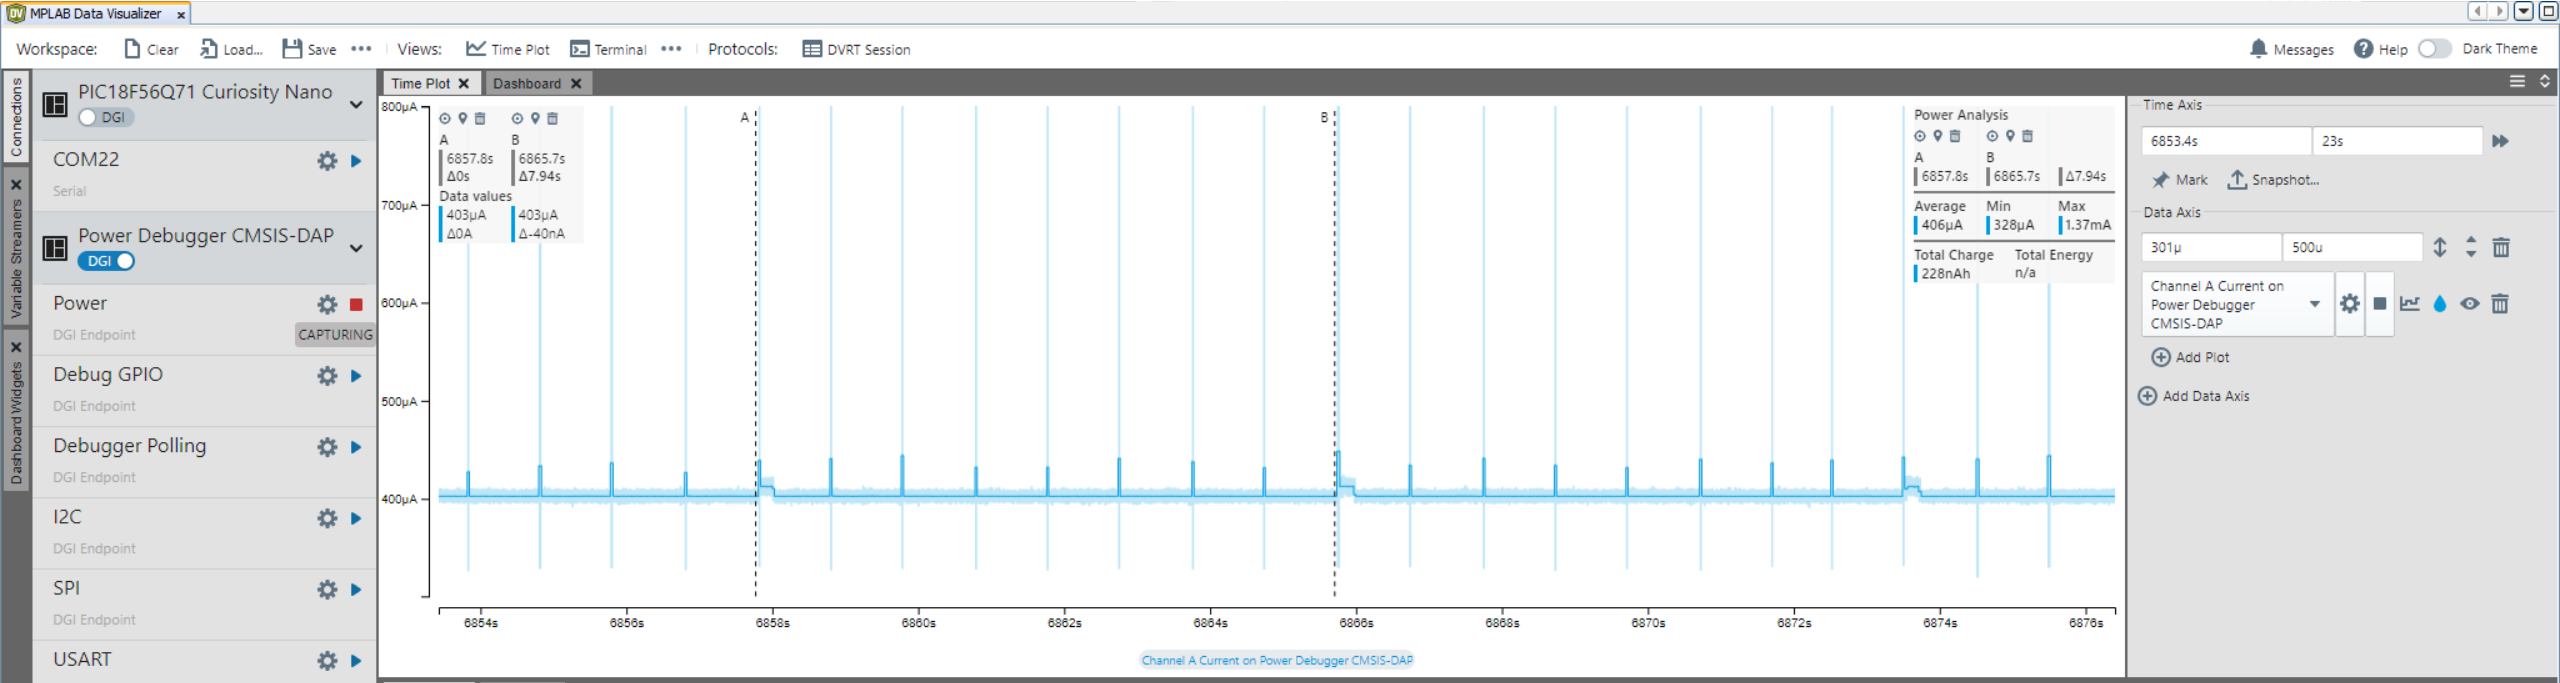 MPLAB Data Visualizer
Workspace: Clear Load... Save Views: Time Plot Terminal Protocols: DVRT Session Messages Help Dark Theme
Connections
Variable Streamers
Dashboard Widgets
PIC18F56Q71 Curiosity Nano
DGI
COM22
Serial
Power Debugger CMSIS-DAP
DGI
Power
DGI Endpoint
CAPTURING
Debug GPIO
DGI Endpoint
Debugger Polling
DGI Endpoint
I2C
DGI Endpoint
SPI
DGI Endpoint
USART
Time Plot Dashboard
800µA
700µA
600µA
500µA
400µA
A B
6857.8s 6865.7s
Δ0s Δ7.94s
Data values
403µA 403µA
Δ0A Δ-40nA
A
B
Power Analysis
A B
6857.8s 6865.7s Δ7.94s
Average Min Max
406µA 328µA 1.37mA
Total Charge Total Energy
228nAh n/a
6854s 6856s 6858s 6860s 6862s 6864s 6866s 6868s 6870s 6872s 6874s 6876s
Channel A Current on Power Debugger CMSIS-DAP
Time Axis
6853.4s 23s
Mark Snapshot...
Data Axis
301µ 500u
Channel A Current on
Power Debugger
CMSIS-DAP
Add Plot
Add Data Axis